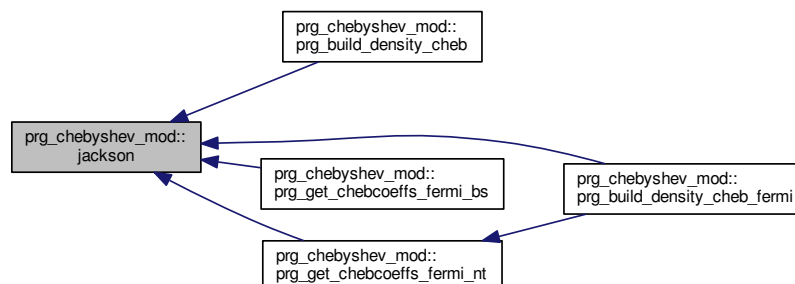 prg_chebyshev_mod::
prg_build_density_cheb
prg_chebyshev_mod::
jackson
prg_chebyshev_mod::
prg_get_chebcoeffs_fermi_bs
prg_chebyshev_mod::
prg_build_density_cheb_fermi
prg_chebyshev_mod::
prg_get_chebcoeffs_fermi_nt